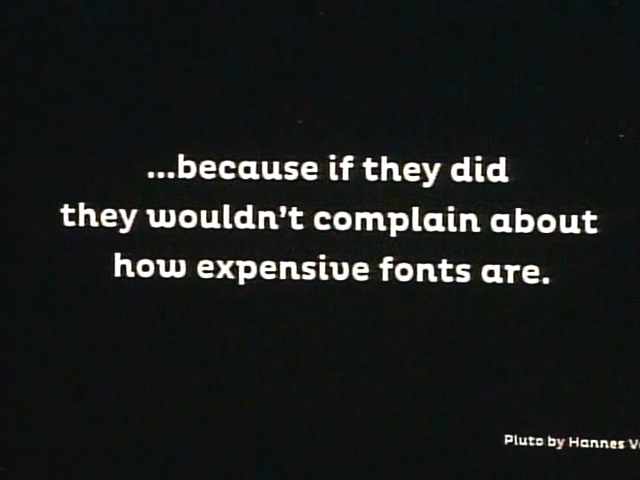 ...because if they did
they wouldn't complain about
how expensive fonts are.
Pluto by Hannes